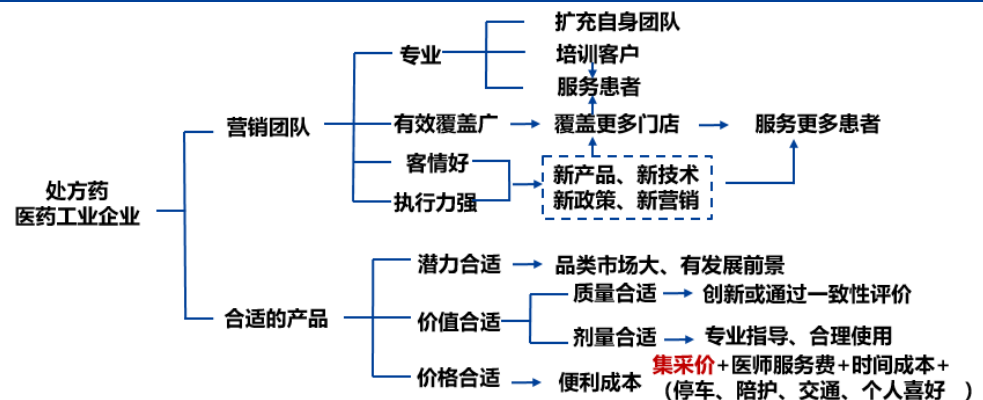 扩充自身团队
专业
培训客户
服务患者
营销团队
有效覆盖广
覆盖更多门店
服务更多患者
客情好
执行力强
新产品、新技术
新政策、新营销
处方药
医药工业企业
潜力合适
品类市场大、有发展前景
质量合适
创新或通过一致性评价
合适的产品
价值合适
剂量合适
专业指导、合理使用
价格合适
便利成本
集采价+医师服务费+时间成本+
（停车、陪护、交通、个人喜好 ）